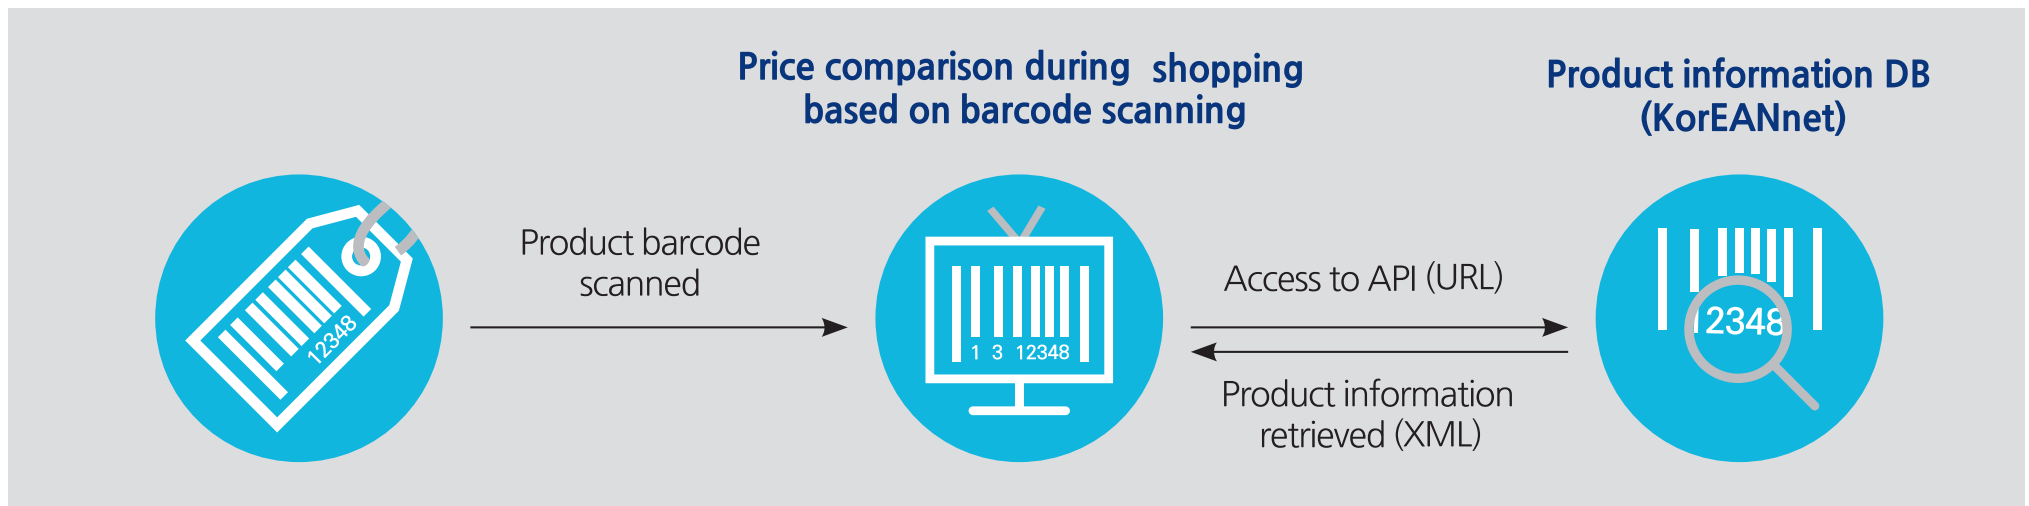 Price comparison during shopping
based on barcode scanning
Product information DB
(KorEANnet)
Product barcode
scanned
12348
1 3 12348
Access to API (URL)
Product information
retrieved (XML)
12348